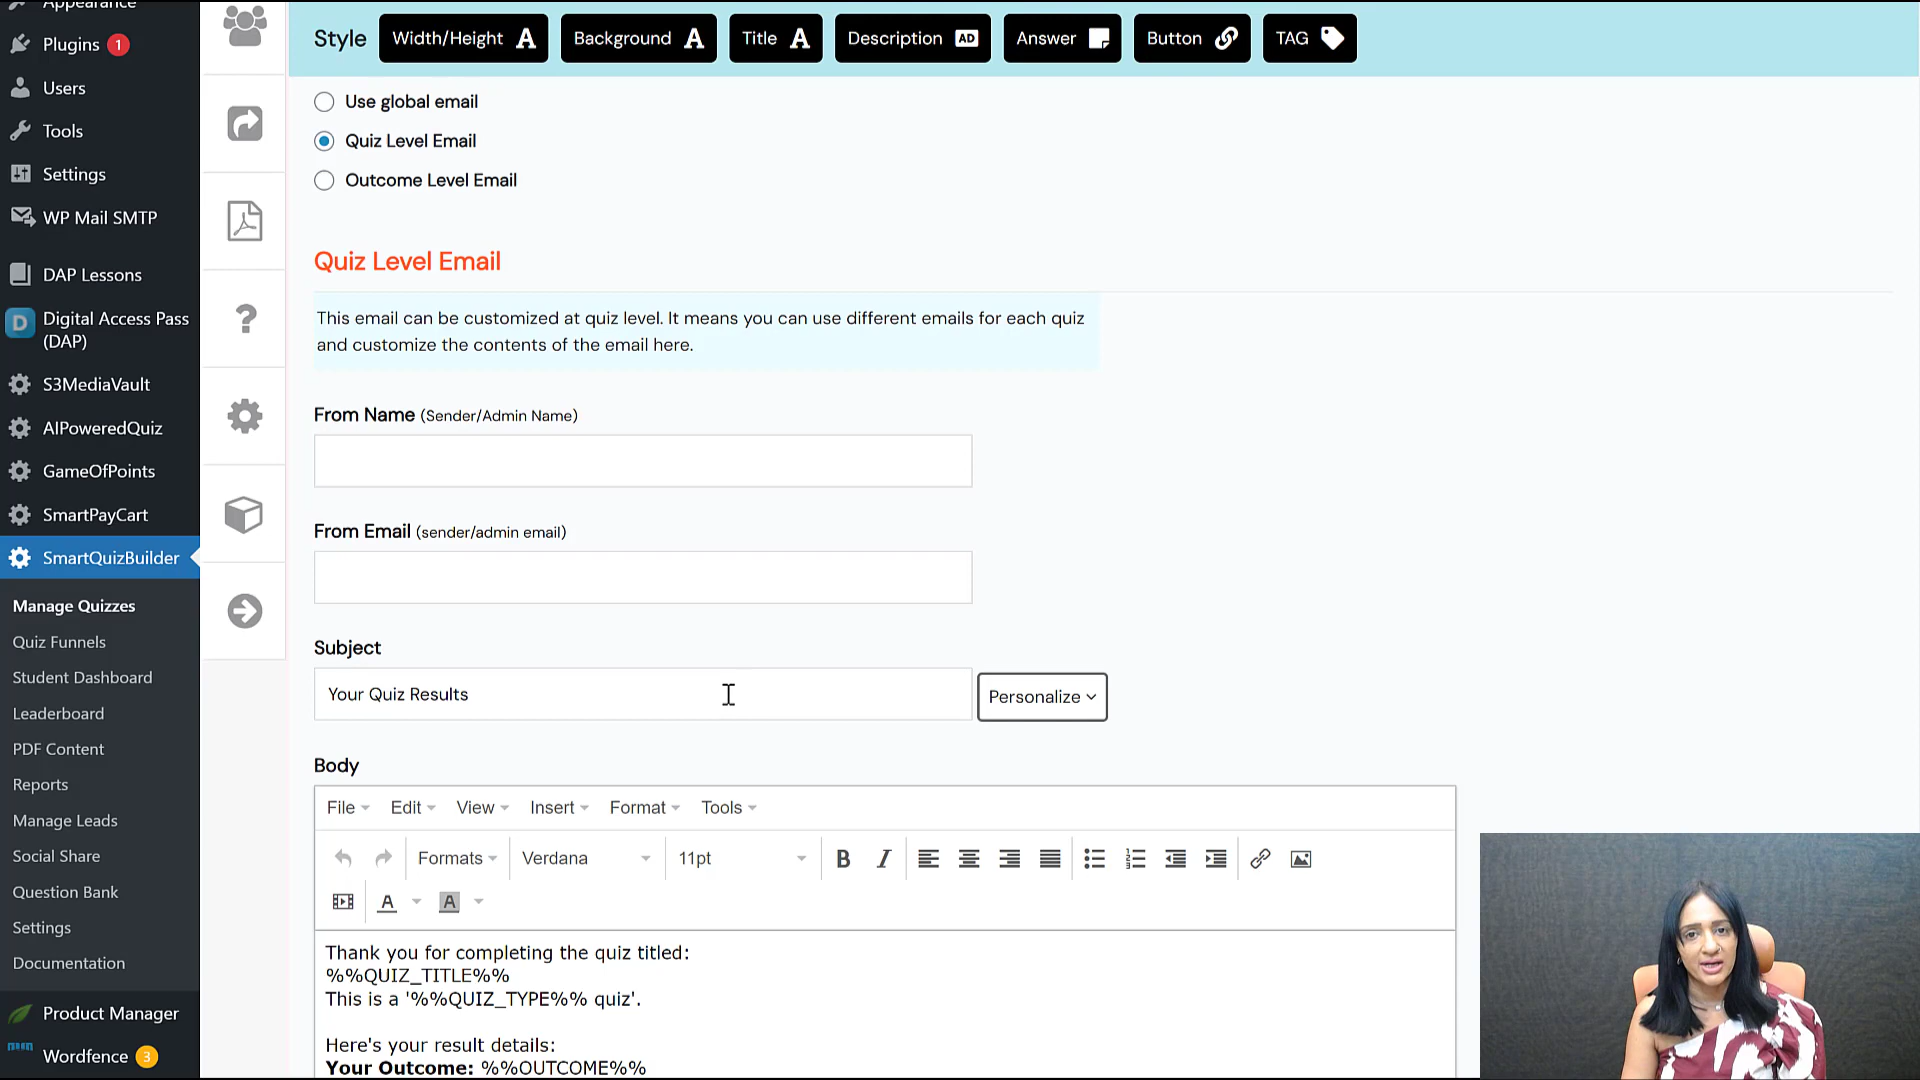 Appearance
Plugins 1
Users
Tools
Settings
WP Mail SMTP
DAP Lessons
Digital Access Pass
(DAP)
S3MediaVault
AIPoweredQuiz
GameOfPoints
SmartPayCart
SmartQuizBuilder
Manage Quizzes
Quiz Funnels
Student Dashboard
Leaderboard
PDF Content
Reports
Manage Leads
Social Share
Question Bank
Settings
Documentation
Product Manager
Wordfence 3
Style Width/Height A Background A Title A Description AD Answer Button TAG
Use global email
Quiz Level Email
Outcome Level Email
Quiz Level Email
This email can be customized at quiz level. It means you can use different emails for each quiz
and customize the contents of the email here.
From Name (Sender/Admin Name)
From Email (sender/admin email)
Subject
Your Quiz Results
Personalize
Body
File Edit View Insert Format Tools
Formats Verdana 11pt B I
A A
Thank you for completing the quiz titled:
%%QUIZ_TITLE%%
This is a '%%QUIZ_TYPE%% quiz'.
Here's your result details:
Your Outcome: %%OUTCOME%%